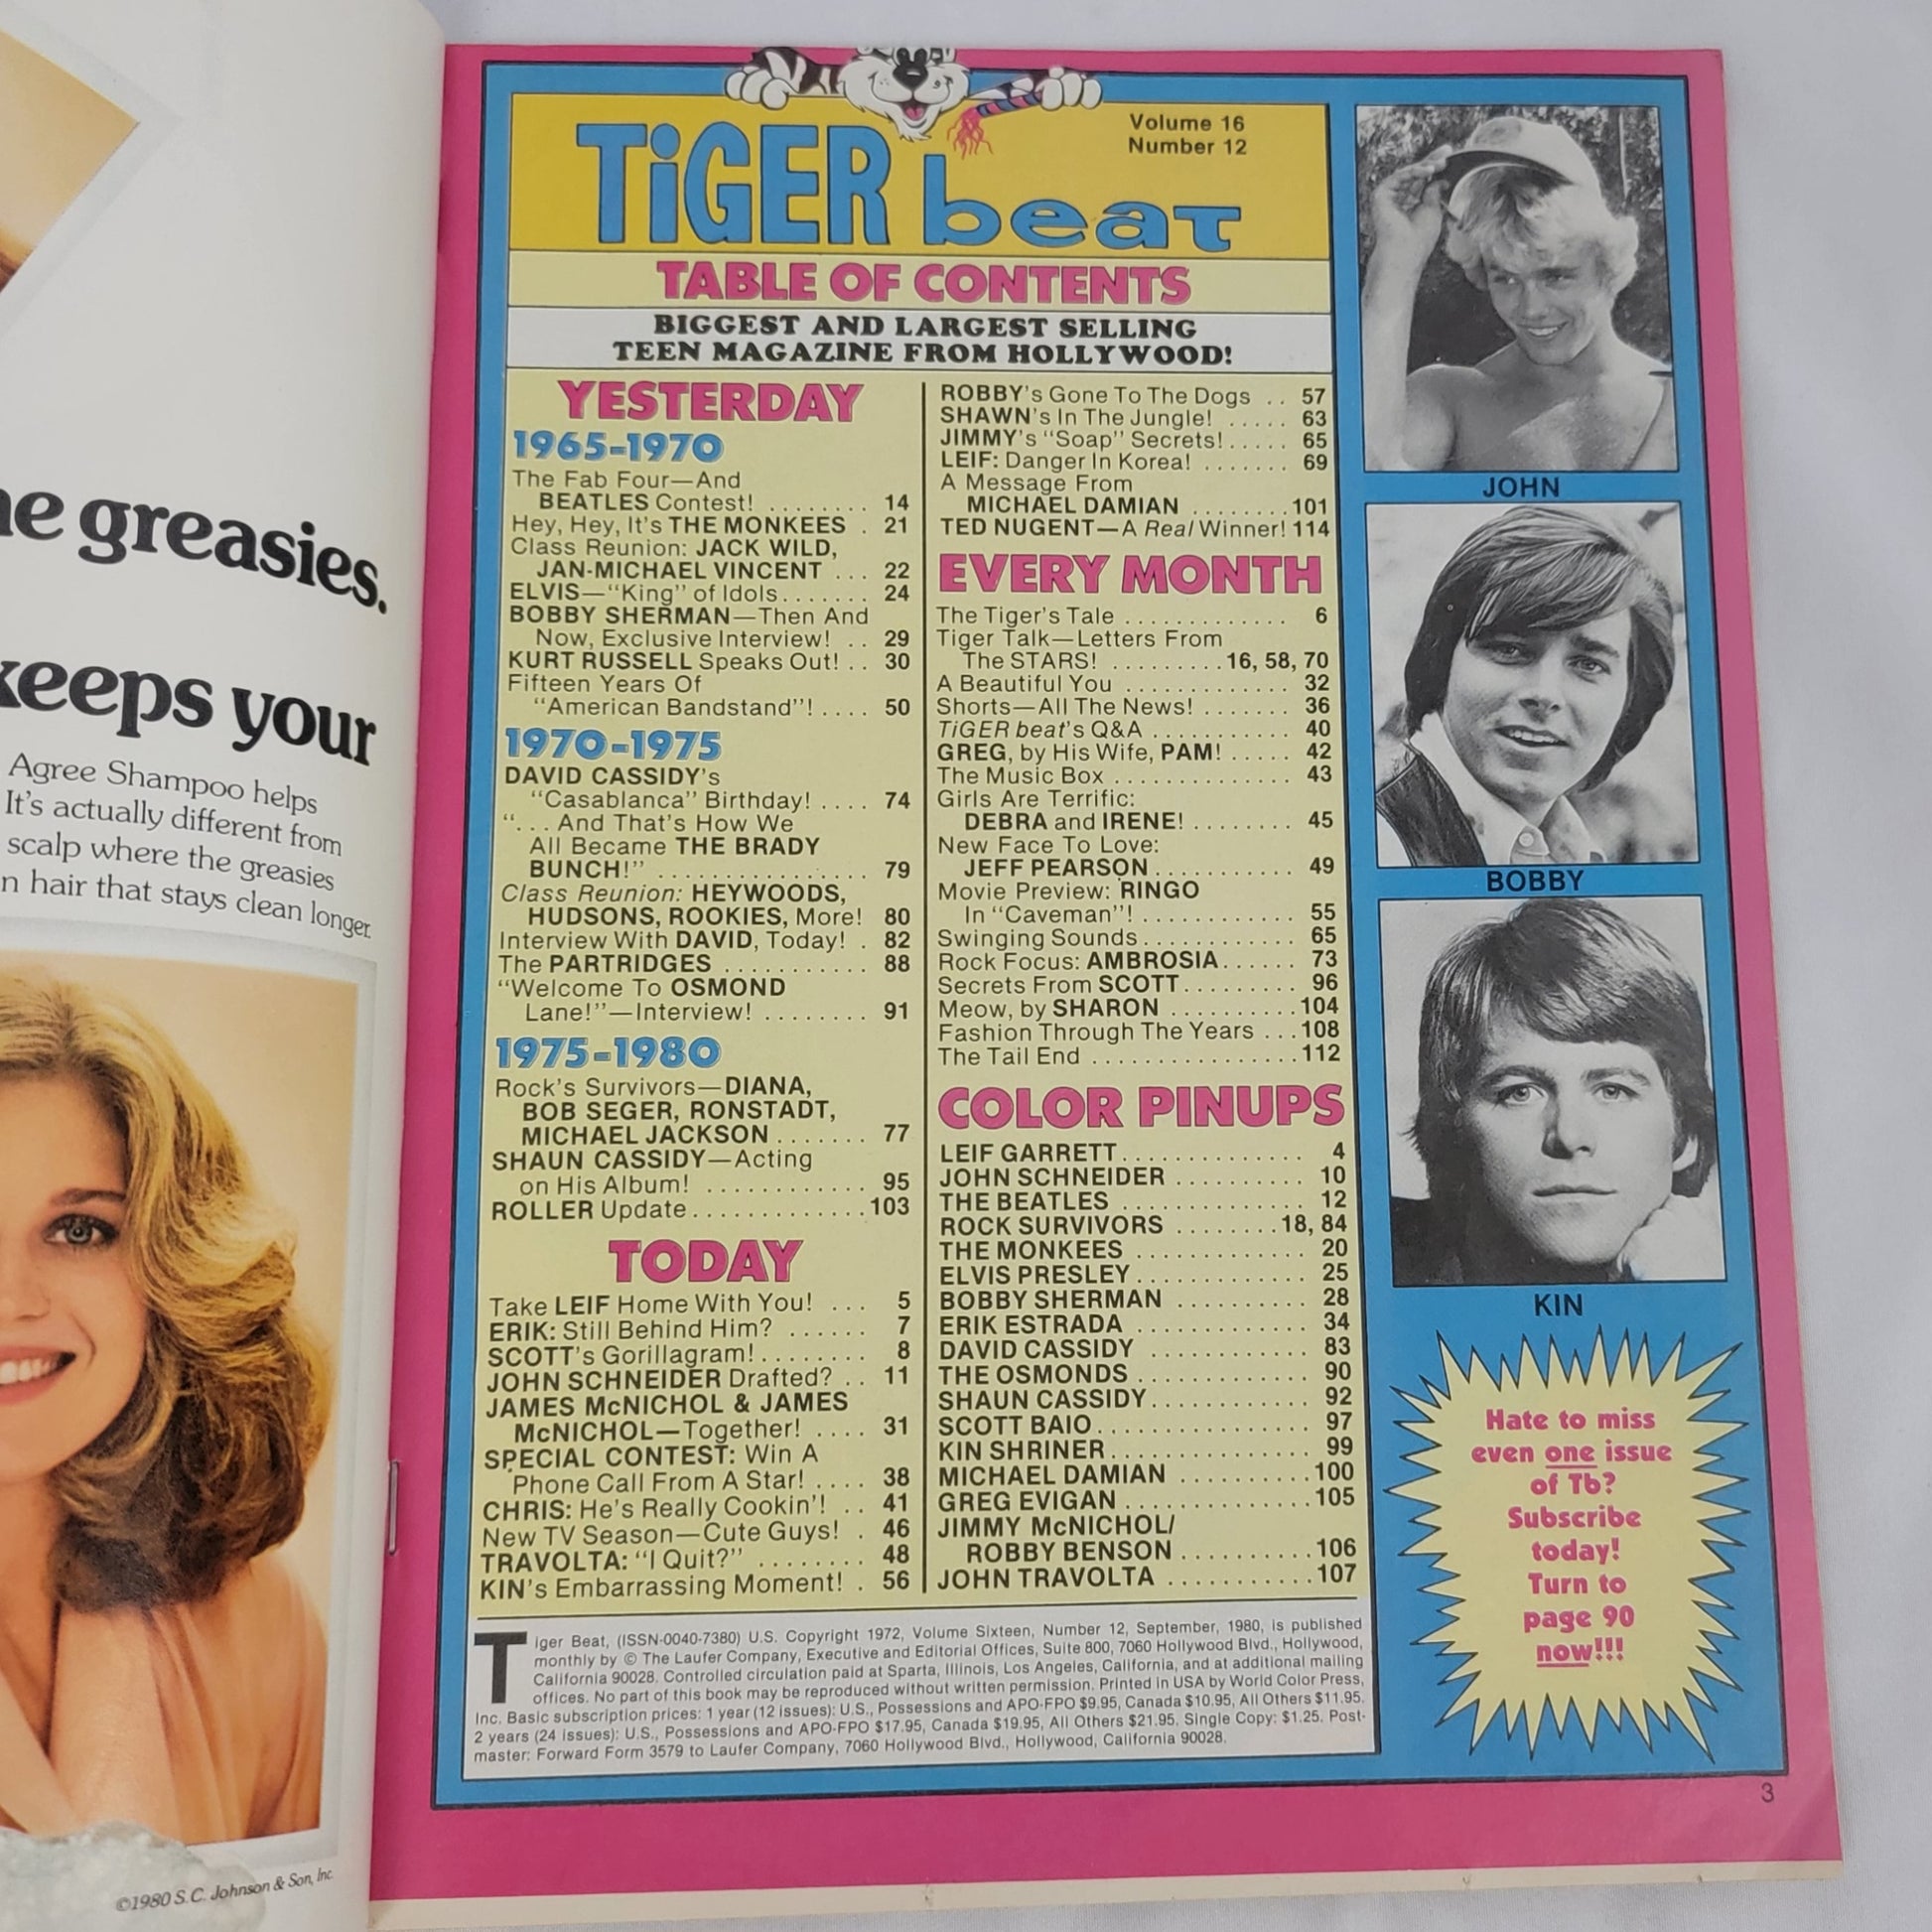 he greasies.
keeps your
Agree Shampoo helps
It's actually different from
scalp where the greasies
n hair that stays clean longer.
©1980 S.C. Johnson & Son, Inc.
Volume 16
Number 12
TiGER beat
TABLE OF CONTENTS
BIGGEST AND LARGEST SELLING
TEEN MAGAZINE FROM HOLLYWOOD!
YESTERDAY
1965-1970
The Fab Four—And
BEATLES Contest! ........ 14
Hey, Hey, It's THE MONKEES . 21
Class Reunion: JACK WILD,
JAN-MICHAEL VINCENT ... 22
ELVIS—"King" of Idols....... 24
BOBBY SHERMAN—Then And
Now, Exclusive Interview! .. 29
KURT RUSSELL Speaks Out! .. 30
Fifteen Years Of
"American Bandstand"! .... 50
1970-1975
DAVID CASSIDY's
"Casablanca" Birthday! .... 74
"...And That's How We
All Became THE BRADY
BUNCH!" ............. 79
Class Reunion: HEYWOODS,
HUDSONS, ROOKIES, More! 80
Interview With DAVID, Today! . 82
The PARTRIDGES ........... 88
"Welcome To OSMOND
Lane!"—Interview! ........ 91
1975-1980
Rock's Survivors—DIANA,
BOB SEGER, RONSTADT,
MICHAEL JACKSON ....... 77
SHAUN CASSIDY—Acting
on His Album! ............ 95
ROLLER Update.............103
TODAY
Take LEIF Home With You! ... 5
ERIK: Still Behind Him? ...... 7
SCOTT's Gorillagram!........ 8
JOHN SCHNEIDER Drafted? .. 11
JAMES McNICHOL & JAMES
McNICHOL—Together! .... 31
SPECIAL CONTEST: Win A
Phone Call From A Star! .... 38
CHRIS: He's Really Cookin'! .. 41
New TV Season—Cute Guys! . 46
TRAVOLTA: "I Quit?" ........ 48
KIN's Embarrassing Moment! . 56
ROBBY's Gone To The Dogs .. 57
SHAWN's In The Jungle! ..... 63
JIMMY's "Soap" Secrets!..... 65
LEIF: Danger In Korea! ....... 69
A Message From
MICHAEL DAMIAN ........101
TED NUGENT—A Real Winner! 114
EVERY MONTH
The Tiger's Tale ............. 6
Tiger Talk—Letters From
The STARS! .........16, 58, 70
A Beautiful You ............. 32
Shorts—All The News! ....... 36
TiGER beat's Q&A ........... 40
GREG, by His Wife, PAM! ..... 42
The Music Box .............. 43
Girls Are Terrific:
DEBRA and IRENE! ........ 45
New Face To Love:
JEFF PEARSON........... 49
Movie Preview: RINGO
In "Caveman"! ............ 55
Swinging Sounds............ 65
Rock Focus: AMBROSIA...... 73
Secrets From SCOTT......... 96
Meow, by SHARON ..........104
Fashion Through The Years ...108
The Tail End ................112
COLOR PINUPS
LEIF GARRETT.............. 4
JOHN SCHNEIDER .......... 10
THE BEATLES .............. 12
ROCK SURVIVORS ........18, 84
THE MONKEES ............. 20
ELVIS PRESLEY............. 25
BOBBY SHERMAN .......... 28
ERIK ESTRADA ............. 34
DAVID CASSIDY ............ 83
THE OSMONDS............. 90
SHAUN CASSIDY............ 92
SCOTT BAIO................ 97
KIN SHRINER............... 99
MICHAEL DAMIAN ..........100
GREG EVIGAN..............105
JIMMY McNICHOL/
ROBBY BENSON..........106
JOHN TRAVOLTA ...........107
Tiger Beat, (ISSN-0040-7380) U.S. Copyright 1972, Volume Sixteen, Number 12, September, 1980, is published
monthly by © The Laufer Company, Executive and Editorial Offices, Suite 800, 7060 Hollywood Blvd., Hollywood,
California 90028. Controlled circulation paid at Sparta, Illinois, Los Angeles, California, and at additional mailing
offices. No part of this book may be reproduced without written permission. Printed in USA by World Color Press,
Inc. Basic subscription prices: 1 year (12 issues): U.S., Possessions and APO-FPO $9.95, Canada $10.95, All Others $11.95.
2 years (24 issues): U.S., Possessions and APO-FPO $17.95, Canada $19.95, All Others $21.95. Single Copy: $1.25. Post-
master: Forward Form 3579 to Laufer Company, 7060 Hollywood Blvd., Hollywood, California 90028.
JOHN
BOBBY
KIN
Hate to miss
even one issue
of Tb?
Subscribe
today!
Turn to
page 90
now!!!
3